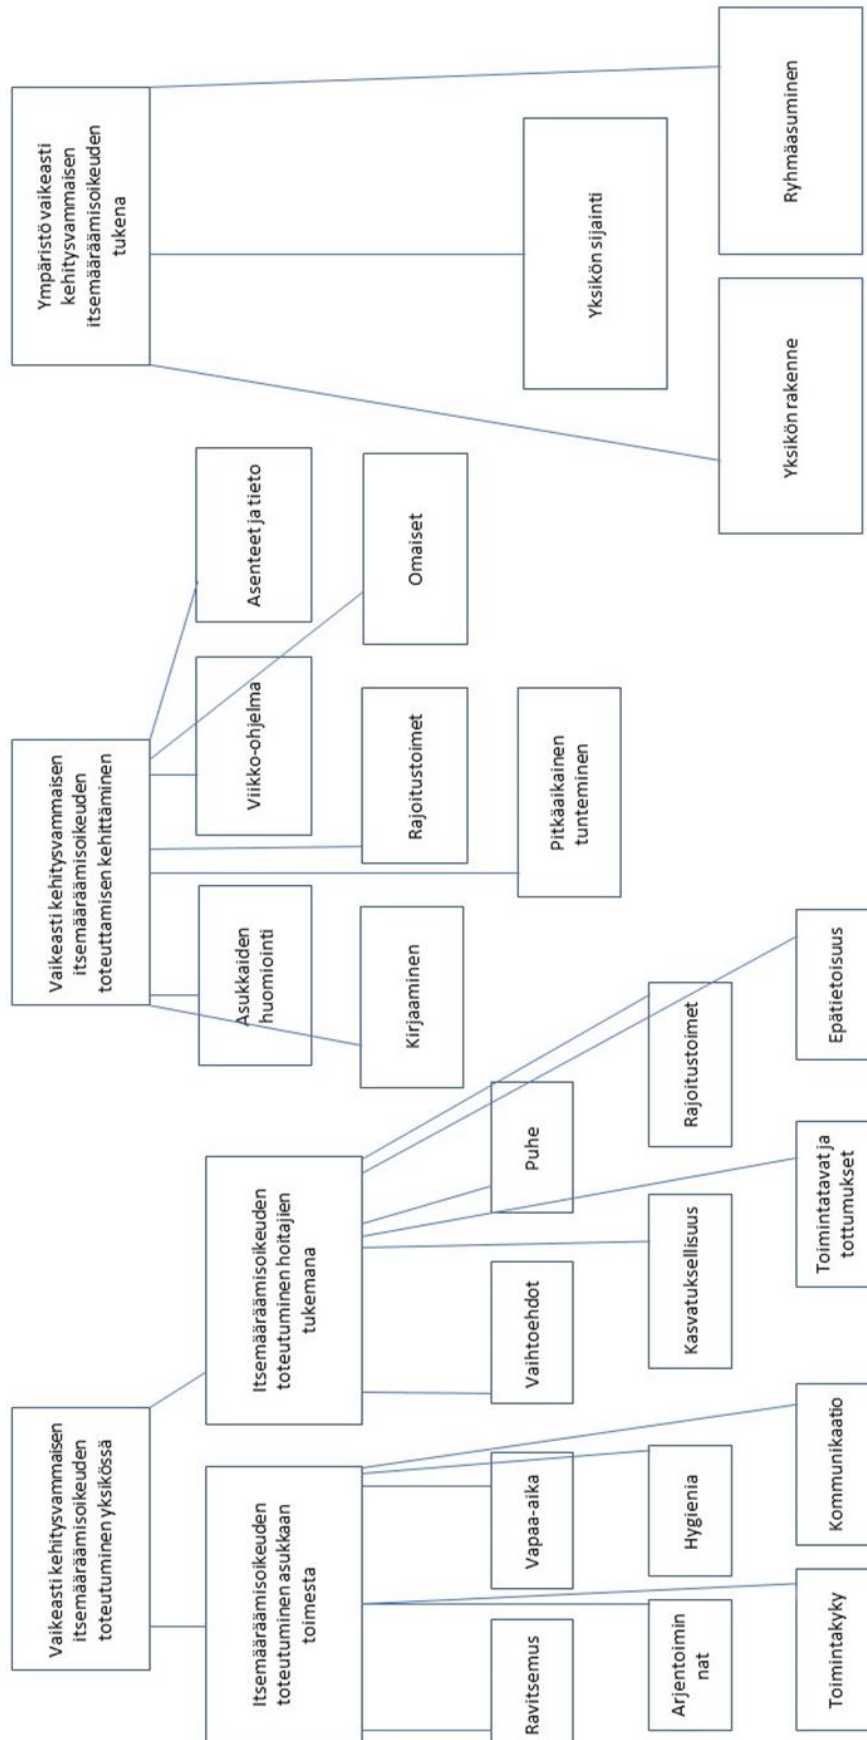 Vaikeasti kehitysvammaisen
itsemääräämisoikeuden
toteutuminen yksikössä
Itsemääräämisoikeuden
toteutuminen asukkaan
toimesta
Ravitsemus
Vapaa-aika
Arjentoimin
nat
Hygienia
Toimintakyky
Kommunikaatio
Itsemääräämisoikeuden
toteutuminen hoitajien
tukemana
Vaihtoehdot
Puhe
Kasvatuksellisuus
Rajoitustoimet
Toimintatavat ja
tottumukset
Epätietoisuus
Vaikeasti kehitysvammaisen
itsemääräämisoikeuden
toteuttamisen kehittäminen
Asukkaiden
huomiointi
Viikko-ohjelma
Asenteet ja tieto
Kirjaaminen
Rajoitustoimet
Omaiset
Pitkäaikainen
tunteminen
Ympäristö vaikeasti
kehitysvammaisen
itsemääräämisoikeuden
tukena
Yksikön sijainti
Yksikön rakenne
Ryhmäasuminen